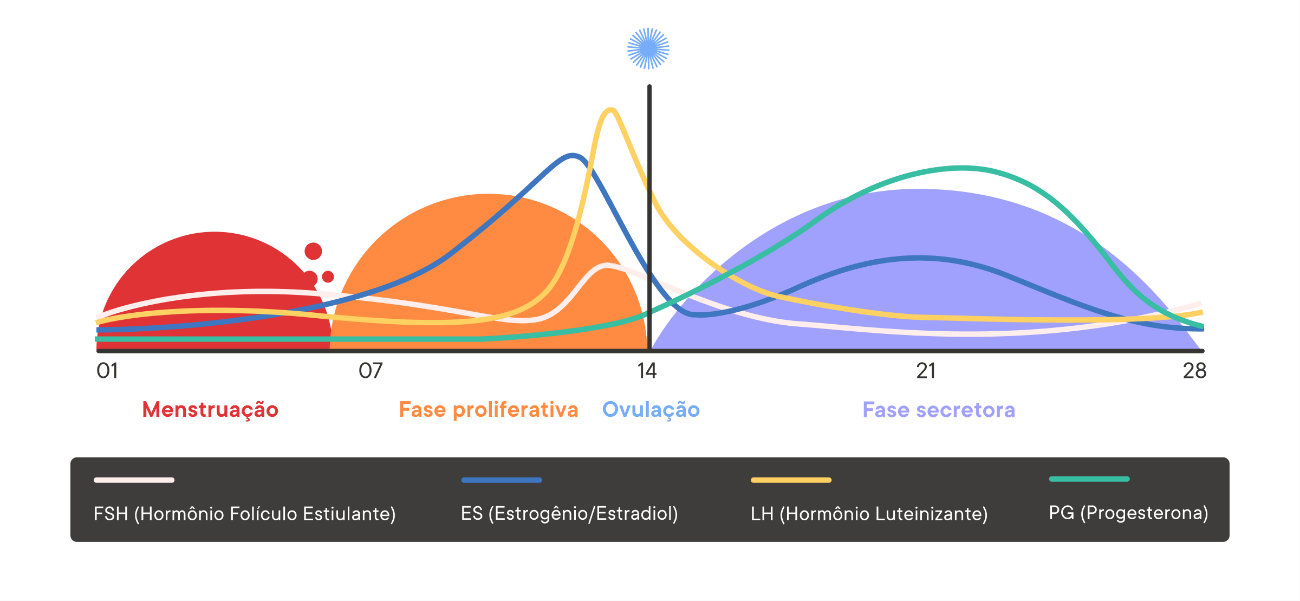 01 07 14 21 28
Menstruação Fase proliferativa Ovulação Fase secretora
FSH (Hormônio Folículo Estiulante) ES (Estrogênio/Estradiol) LH (Hormônio Luteinizante) PG (Progesterona)